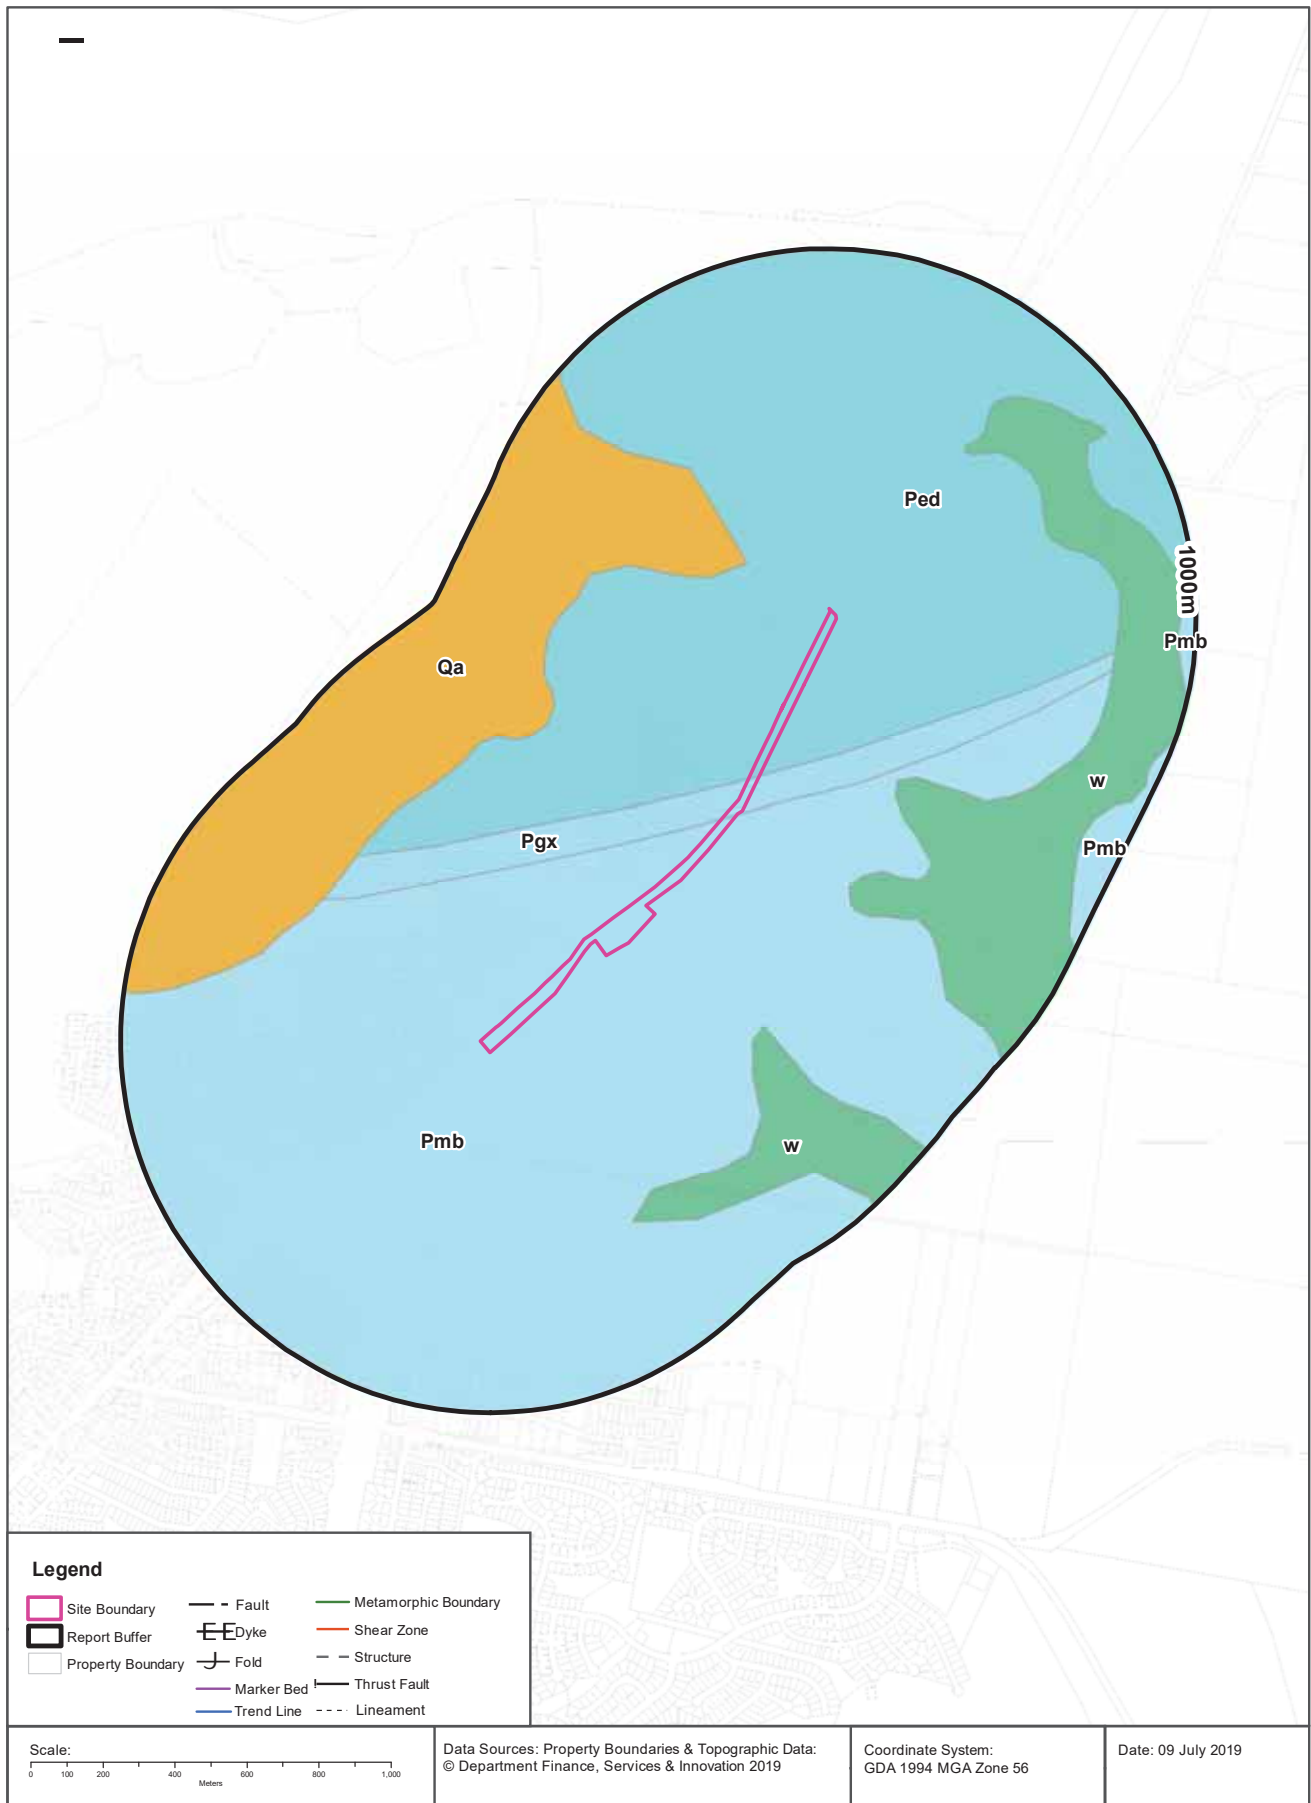 Ped
1000m
Pmb
Qa
w
Pgx
Pmb
Pmb
w
Legend
Site Boundary
Report Buffer
Property Boundary
Fault
Dyke
Fold
Marker Bed
Trend Line
Metamorphic Boundary
Shear Zone
Structure
Thrust Fault
Lineament
Scale:
0 100 200 400 600 800 1,000
Meters
Data Sources: Property Boundaries & Topographic Data:
© Department Finance, Services & Innovation 2019
Coordinate System:
GDA 1994 MGA Zone 56
Date: 09 July 2019